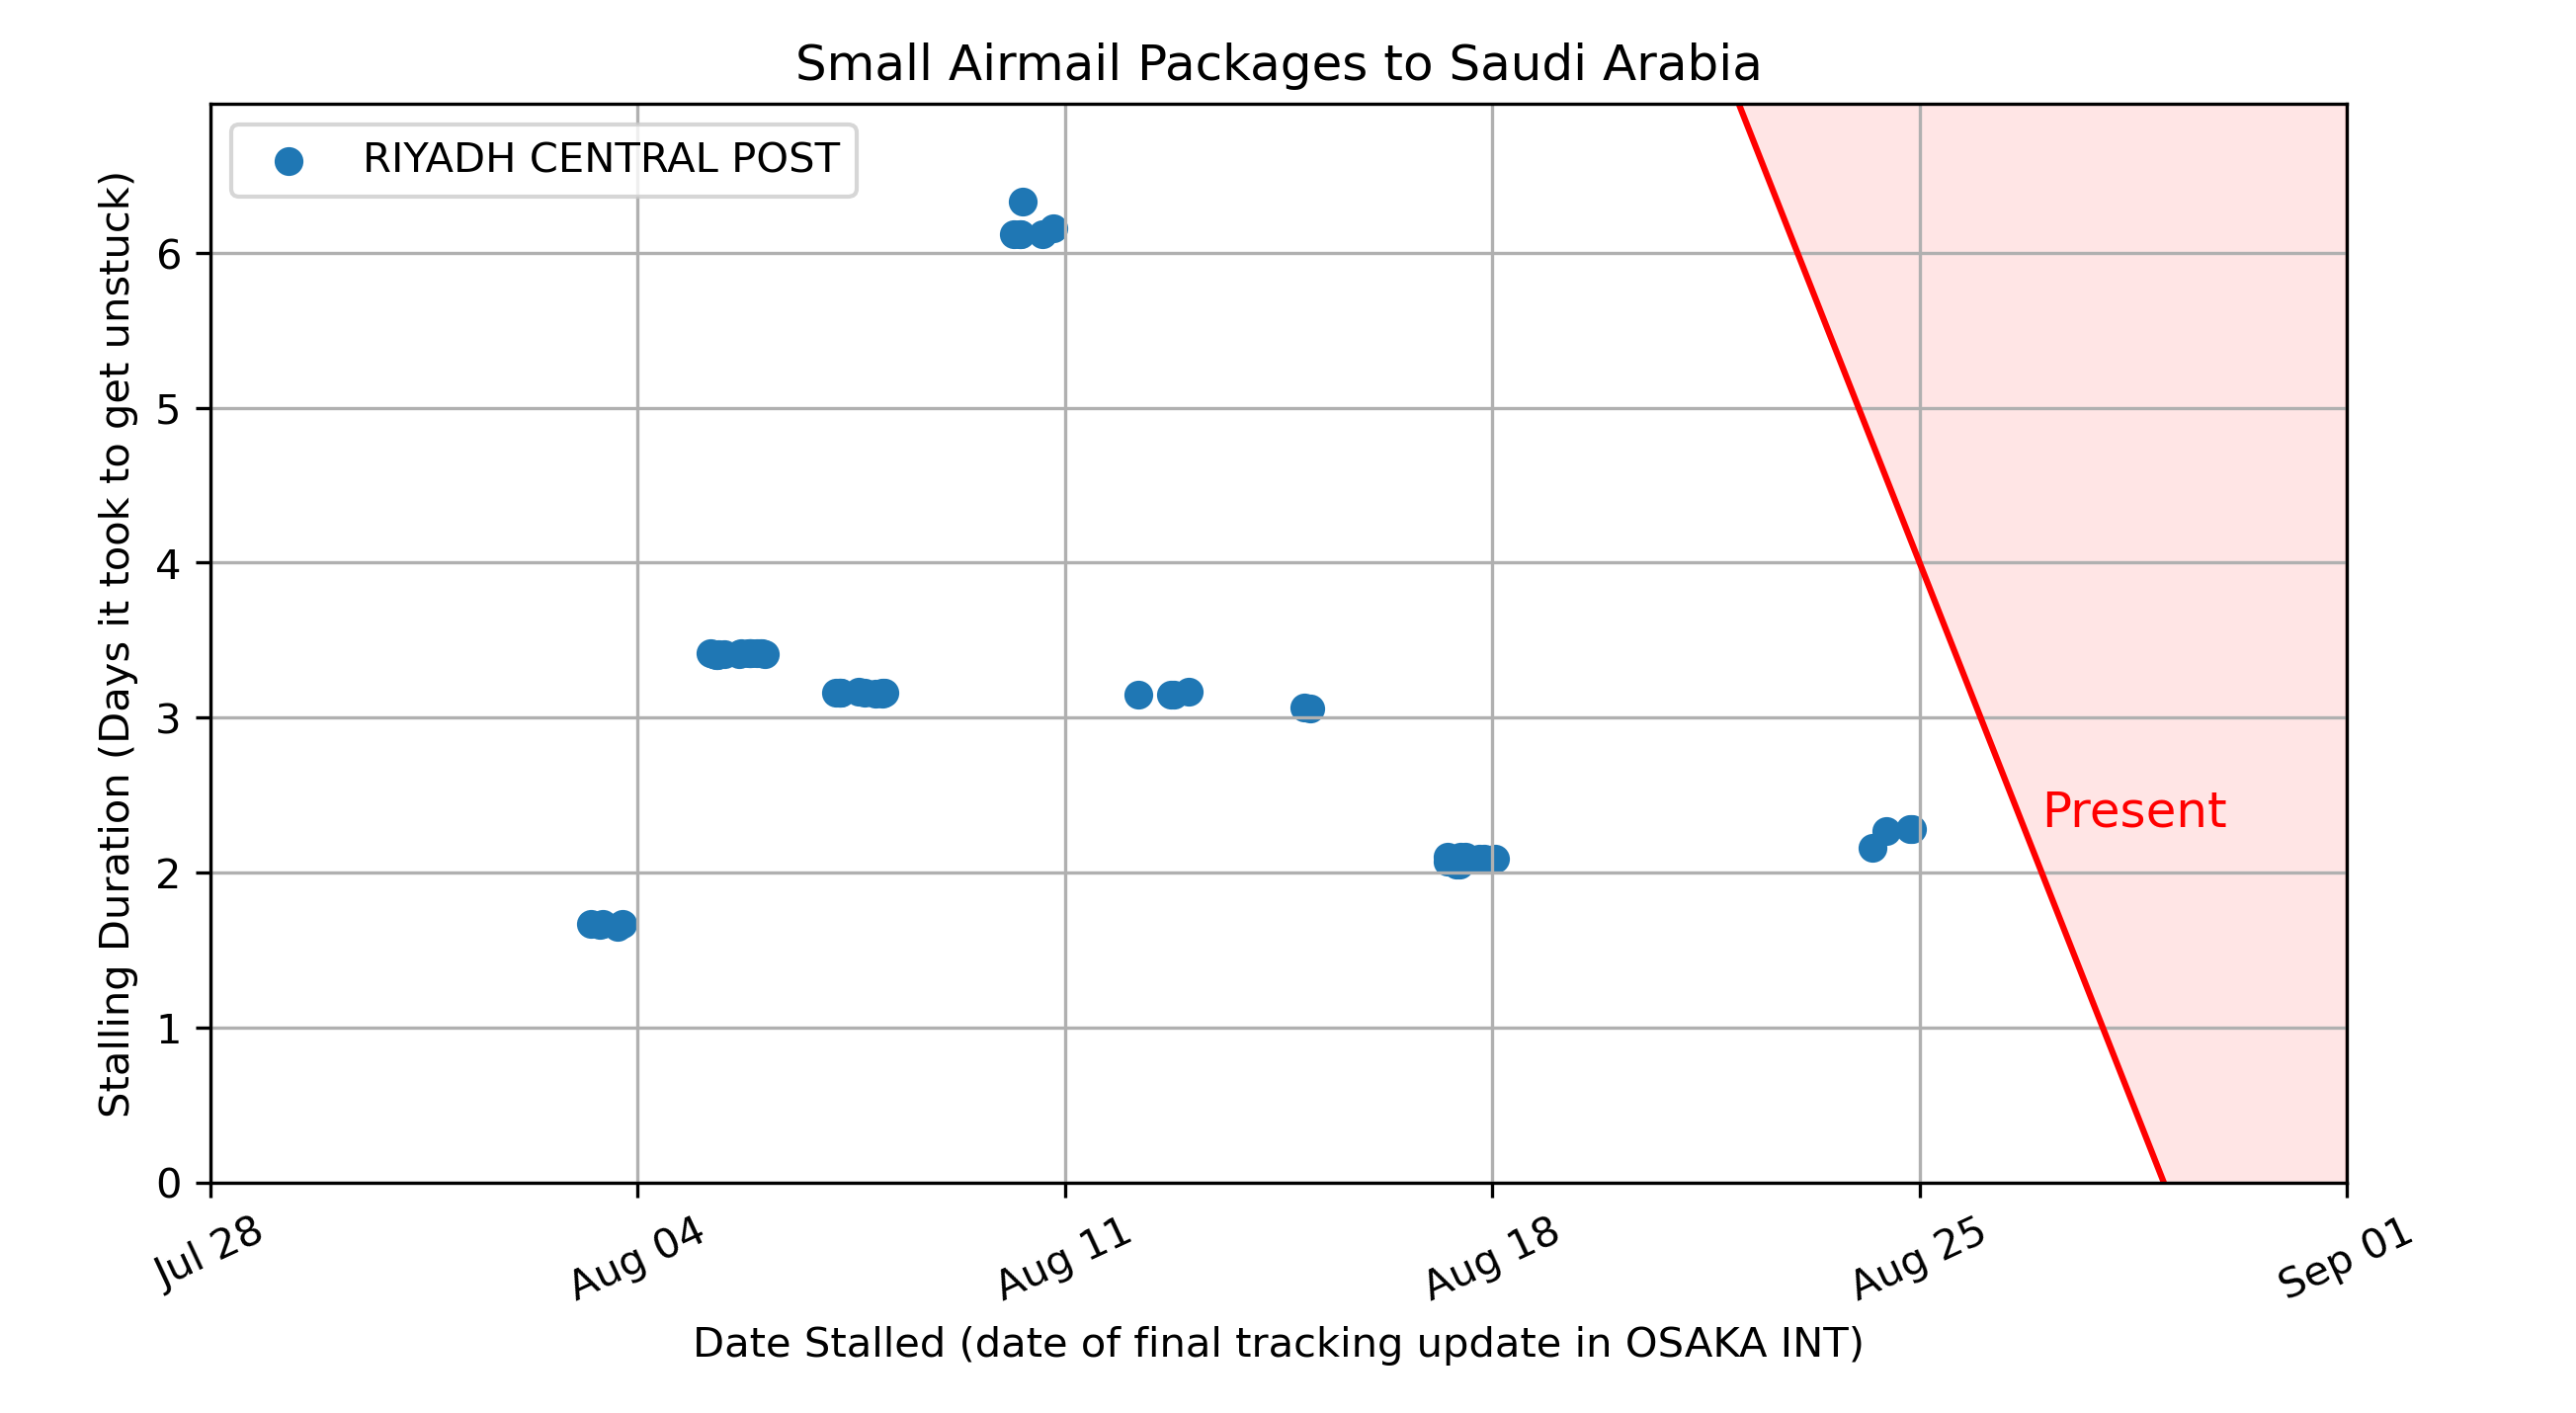 Small Airmail Packages to Saudi Arabia
RIYADH CENTRAL POST
Stalling Duration (Days it took to get unstuck)
6
5
4
3
2
1
0
Present
Jul 28
Aug 04
Aug 11
Aug 18
Aug 25
Sep 01
Date Stalled (date of final tracking update in OSAKA INT)